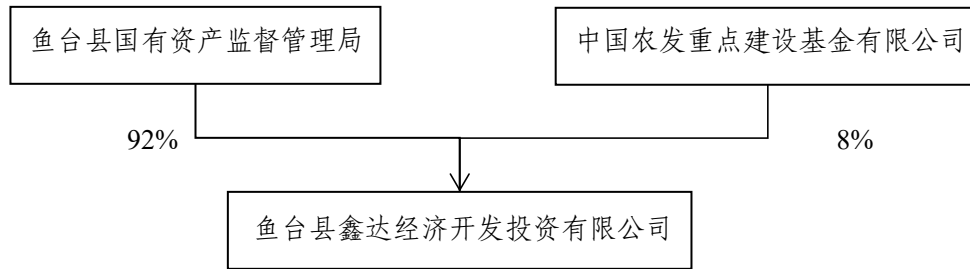 鱼台县国有资产监督管理局
中国农发重点建设基金有限公司
92%
8%
鱼台县鑫达经济开发投资有限公司